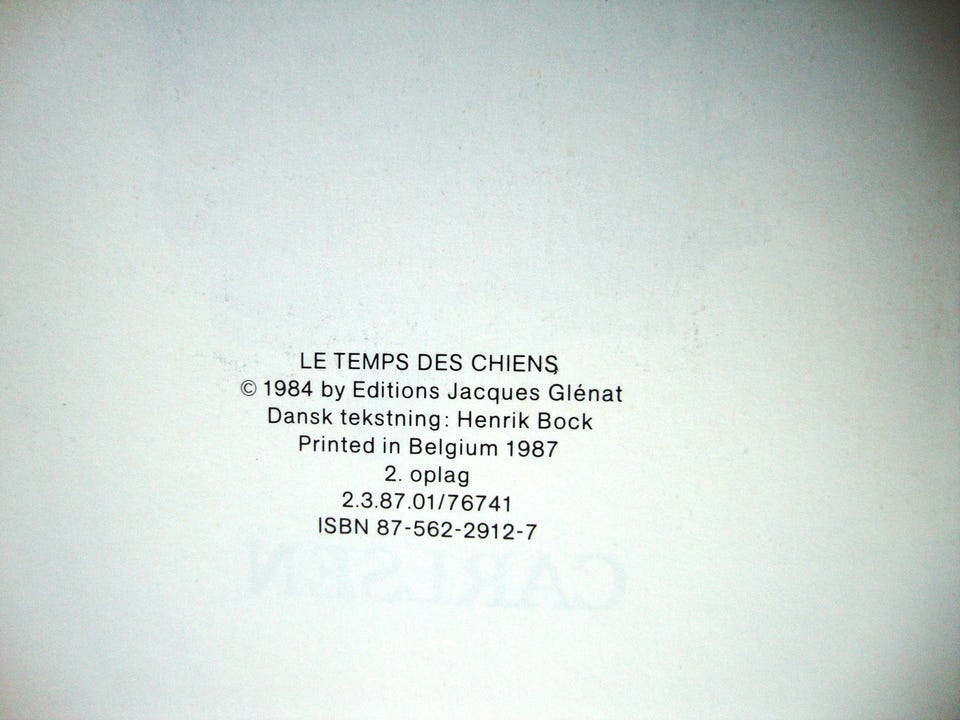 LE TEMPS DES CHIENS
© 1984 by Editions Jacques Glénat
Dansk tekstning: Henrik Bock
Printed in Belgium 1987
2. oplag
2.3.87.01/76741
ISBN 87-562-2912-7
CARLSEN